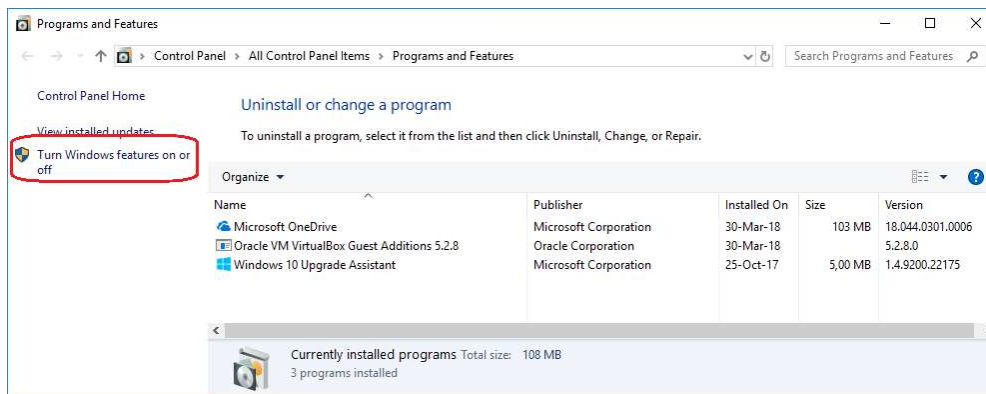 Programs and Features
Control Panel > All Control Panel Items > Programs and Features
Search Programs and Features
Control Panel Home
View installed updates
Turn Windows features on or
off
Uninstall or change a program
To uninstall a program, select it from the list and then click Uninstall, Change, or Repair.
Organize
Name Publisher Installed On Size Version
Microsoft OneDrive Microsoft Corporation 30-Mar-18 103 MB 18.044.0301.0006
Oracle VM VirtualBox Guest Additions 5.2.8 Oracle Corporation 30-Mar-18 5.2.8.0
Windows 10 Upgrade Assistant Microsoft Corporation 25-Oct-17 5,00 MB 1.4.9200.22175
Currently installed programs Total size: 108 MB
3 programs installed